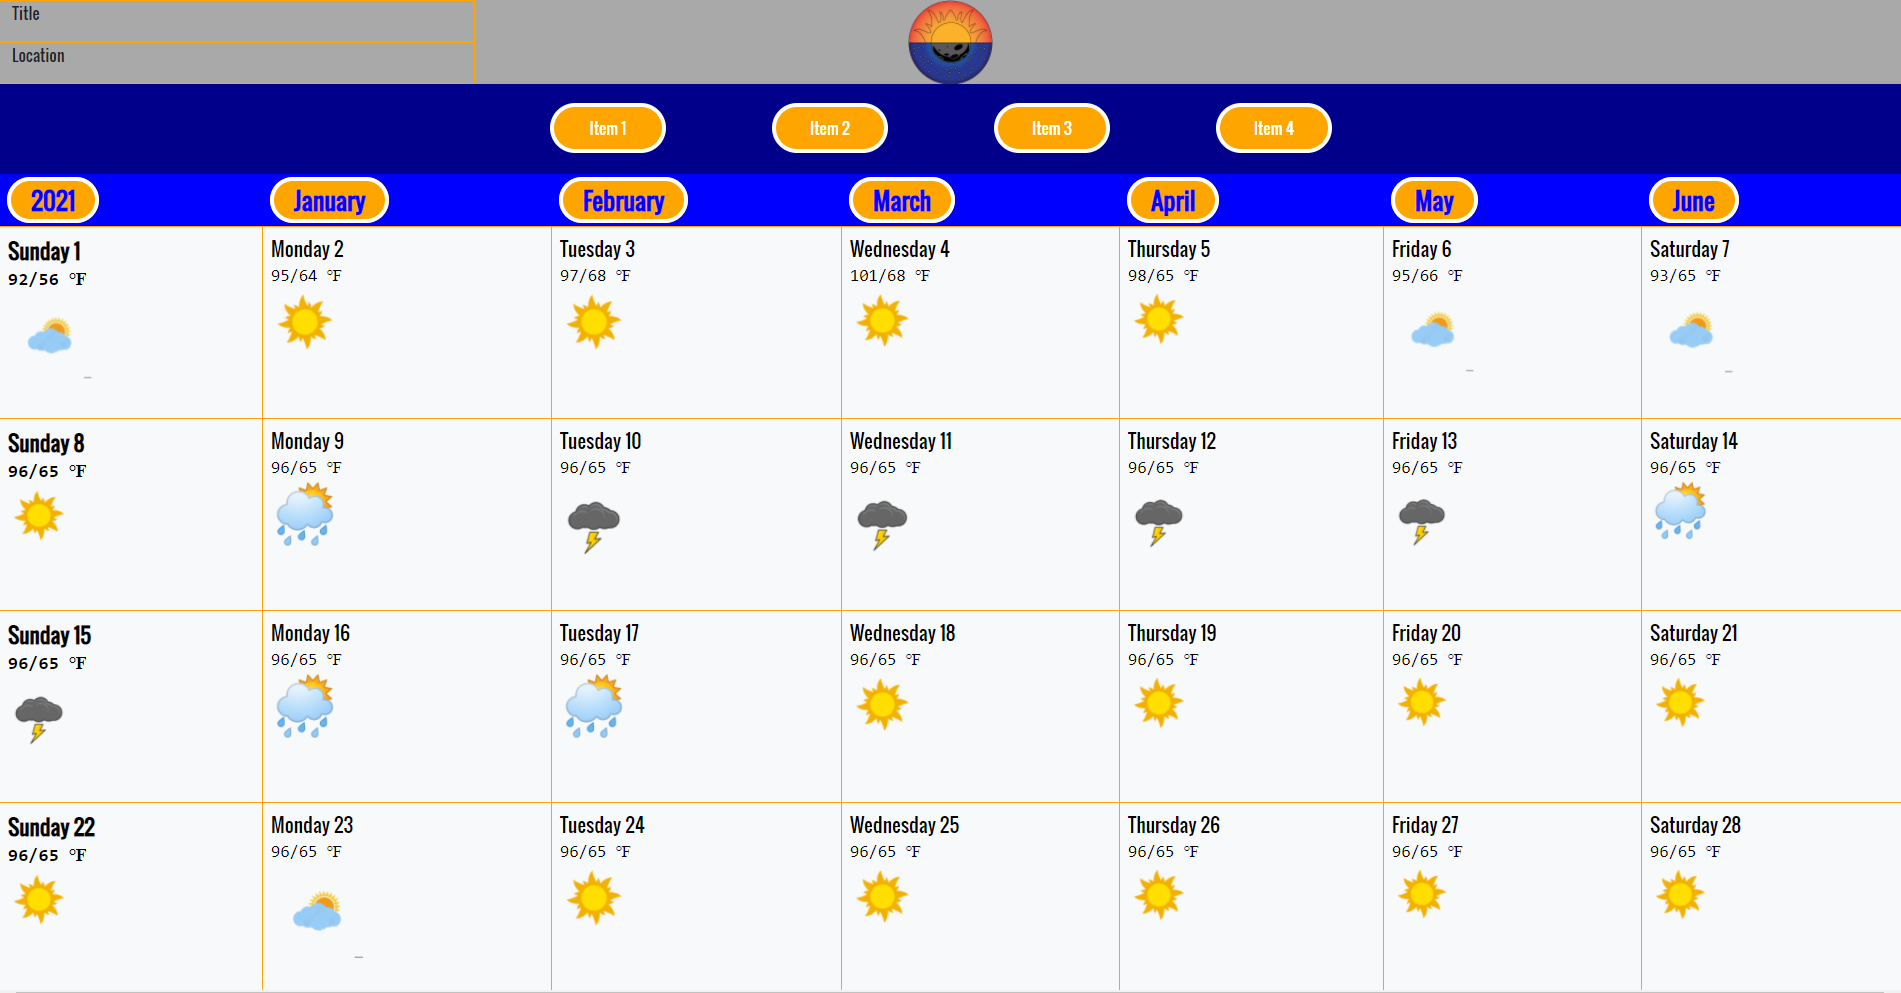 Title
Location
Item 1 Item 2 Item 3 Item 4
2021 January February March April May June
Sunday 1 Monday 2 Tuesday 3 Wednesday 4 Thursday 5 Friday 6 Saturday 7
92/56 °F 95/64 °F 97/68 °F 101/68 °F 98/65 °F 95/66 °F 93/65 °F
Sunday 8 Monday 9 Tuesday 10 Wednesday 11 Thursday 12 Friday 13 Saturday 14
96/65 °F 96/65 °F 96/65 °F 96/65 °F 96/65 °F 96/65 °F 96/65 °F
Sunday 15 Monday 16 Tuesday 17 Wednesday 18 Thursday 19 Friday 20 Saturday 21
96/65 °F 96/65 °F 96/65 °F 96/65 °F 96/65 °F 96/65 °F 96/65 °F
Sunday 22 Monday 23 Tuesday 24 Wednesday 25 Thursday 26 Friday 27 Saturday 28
96/65 °F 96/65 °F 96/65 °F 96/65 °F 96/65 °F 96/65 °F 96/65 °F